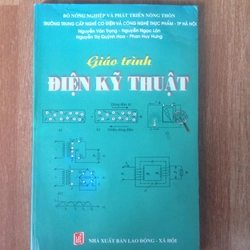 BỘ NÔNG NGHIỆP VÀ PHÁT TRIỂN NÔNG THÔN
TRƯỜNG TRUNG CẤP NGHỀ CƠ ĐIỆN VÀ CÔNG NGHỆ THỰC PHẨM - TP HÀ NỘI
Nguyễn Văn Trọng - Nguyễn Ngọc Lân
Nguyễn Thị Quỳnh Hoa - Phan Huy Hưng
Giáo trình
ĐIỆN KỸ THUẬT
NHÀ XUẤT BẢN LAO ĐỘNG - XÃ HỘI